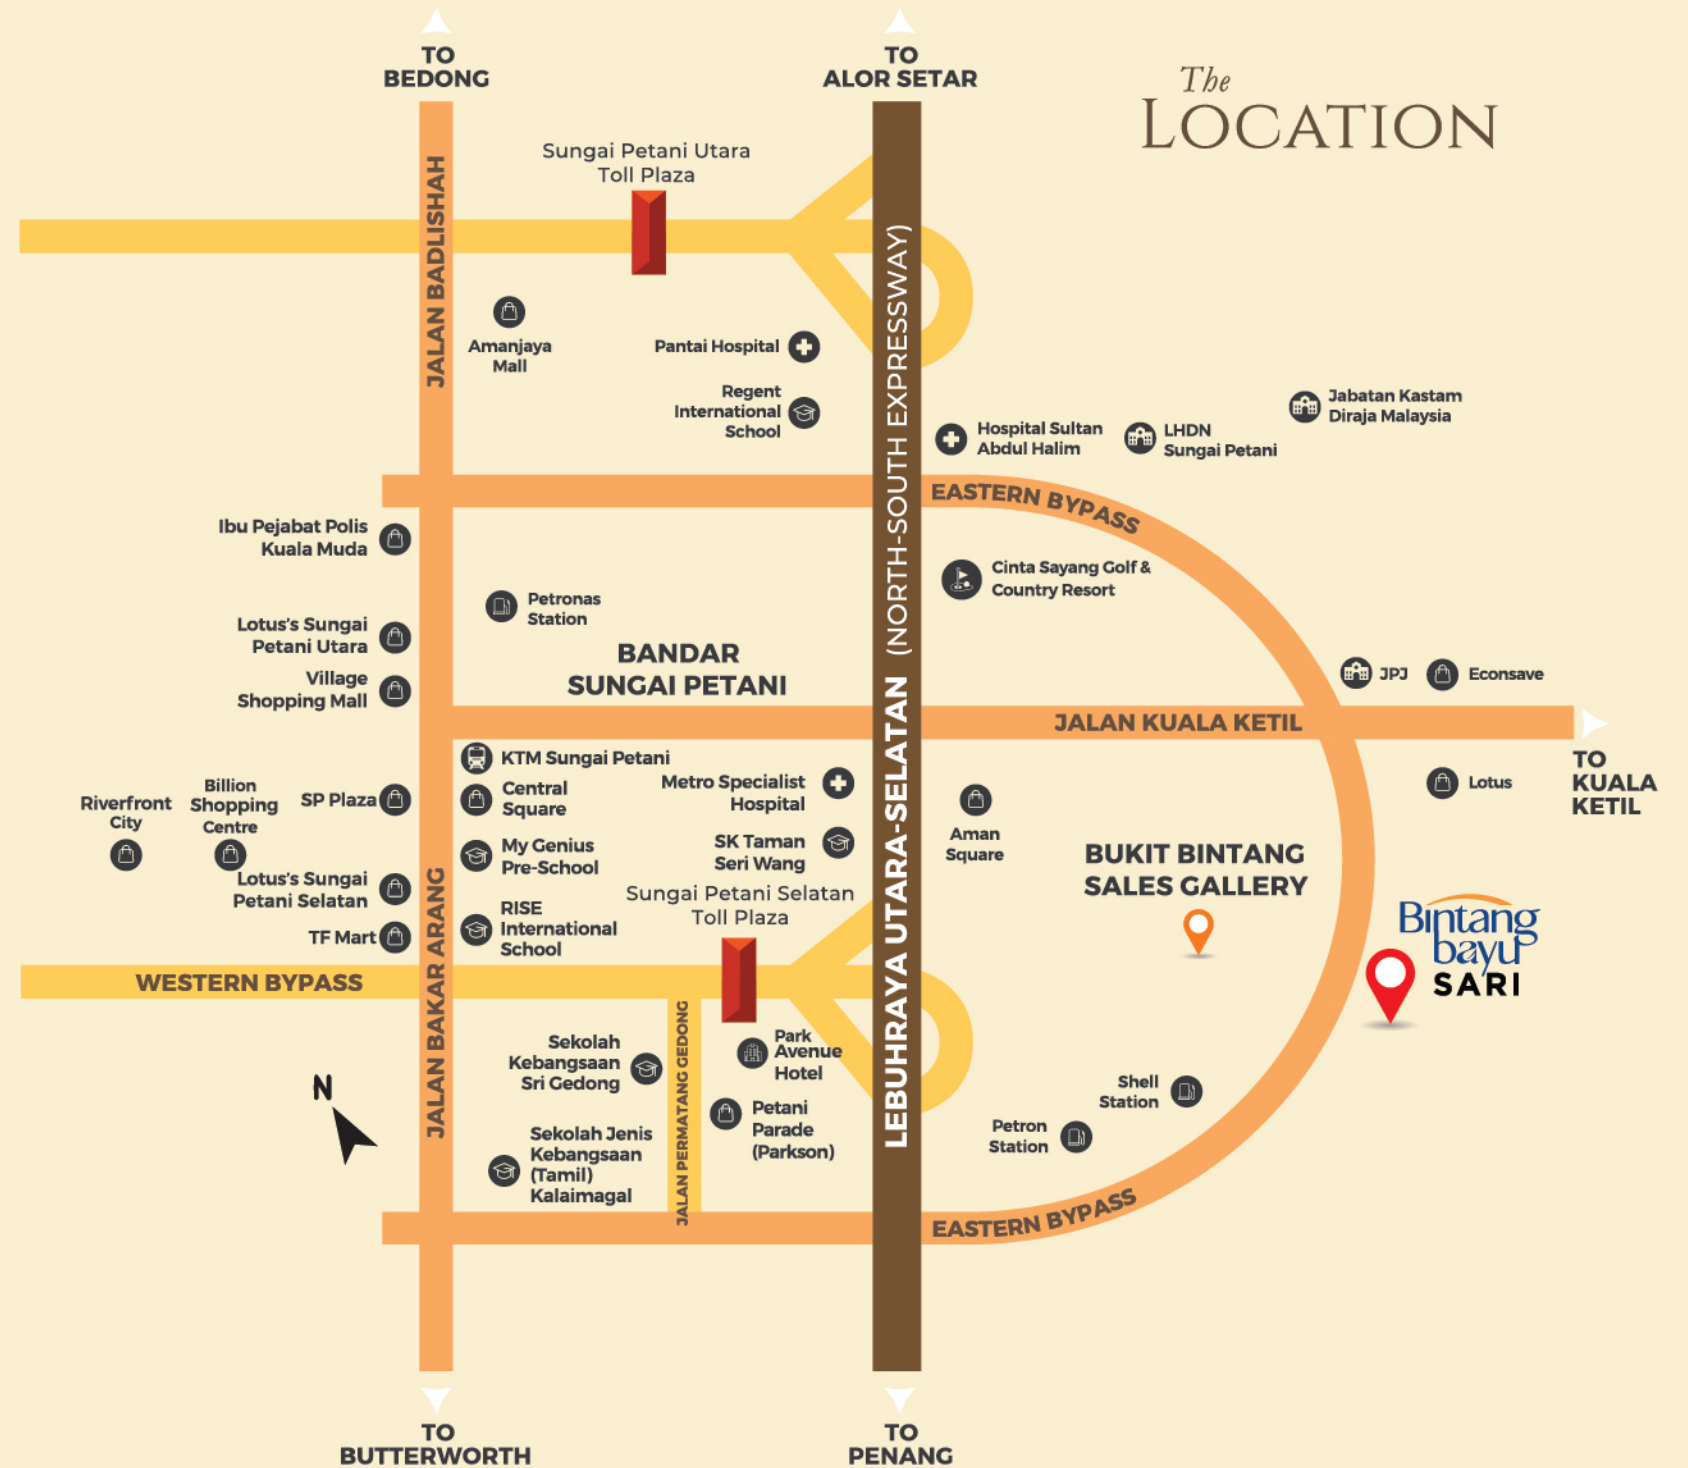 TO
BEDONG
TO
ALOR SETAR
The
LOCATION
Sungai Petani Utara
Toll Plaza
JALAN BADLISHAH
Amanjaya
Mall
Pantai Hospital
Regent
International
School
LEBUHRAYA UTARA-SELATAN (NORTH-SOUTH EXPRESSWAY)
Hospital Sultan
Abdul Halim
LHDN
Sungai Petani
Jabatan Kastam
Diraja Malaysia
EASTERN BYPASS
Ibu Pejabat Polis
Kuala Muda
Petronas
Station
Cinta Sayang Golf &
Country Resort
Lotus's Sungai
Petani Utara
Village
Shopping Mall
BANDAR
SUNGAI PETANI
JPJ
Econsave
JALAN KUALA KETIL
TO
KUALA
KETIL
Lotus
KTM Sungai Petani
Central
Square
Metro Specialist
Hospital
Riverfront
City
Billion
Shopping
Centre
SP Plaza
My Genius
Pre-School
SK Taman
Seri Wang
Aman
Square
BUKIT BINTANG
SALES GALLERY
Lotus's Sungai
Petani Selatan
TF Mart
RISE
International
School
Sungai Petani Selatan
Toll Plaza
Bintang
bayu
SARI
WESTERN BYPASS
JALAN BAKAR ARANG
JALAN PERMATANG GEDONG
Sekolah
Kebangsaan
Sri Gedong
Park
Avenue
Hotel
Petani
Parade
(Parkson)
Sekolah Jenis
Kebangsaan
(Tamil)
Kalaimagal
Shell
Station
Petron
Station
N
EASTERN BYPASS
TO
BUTTERWORTH
TO
PENANG